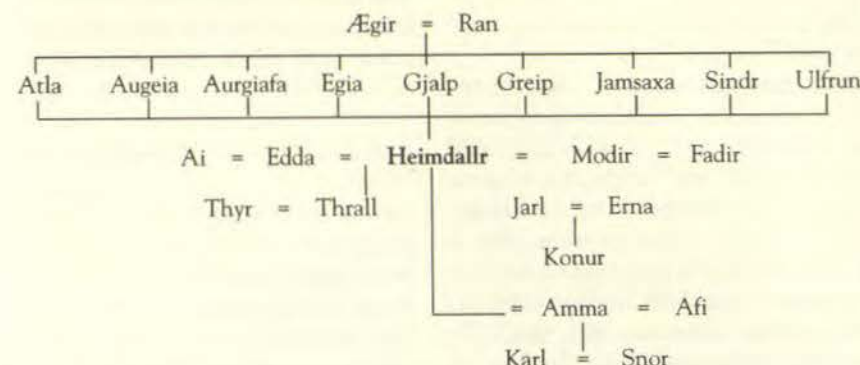 Ægir = Ran
Atla Augeia Aurgiafa Egia Gjalp Greip Jamsaxa Sindr Ulfrun
Ai = Edda = Heimdallr = Modir = Fadir
Thyr = Thrall Jarl = Erna
Konur
= Amma = Afi
Karl = Snor